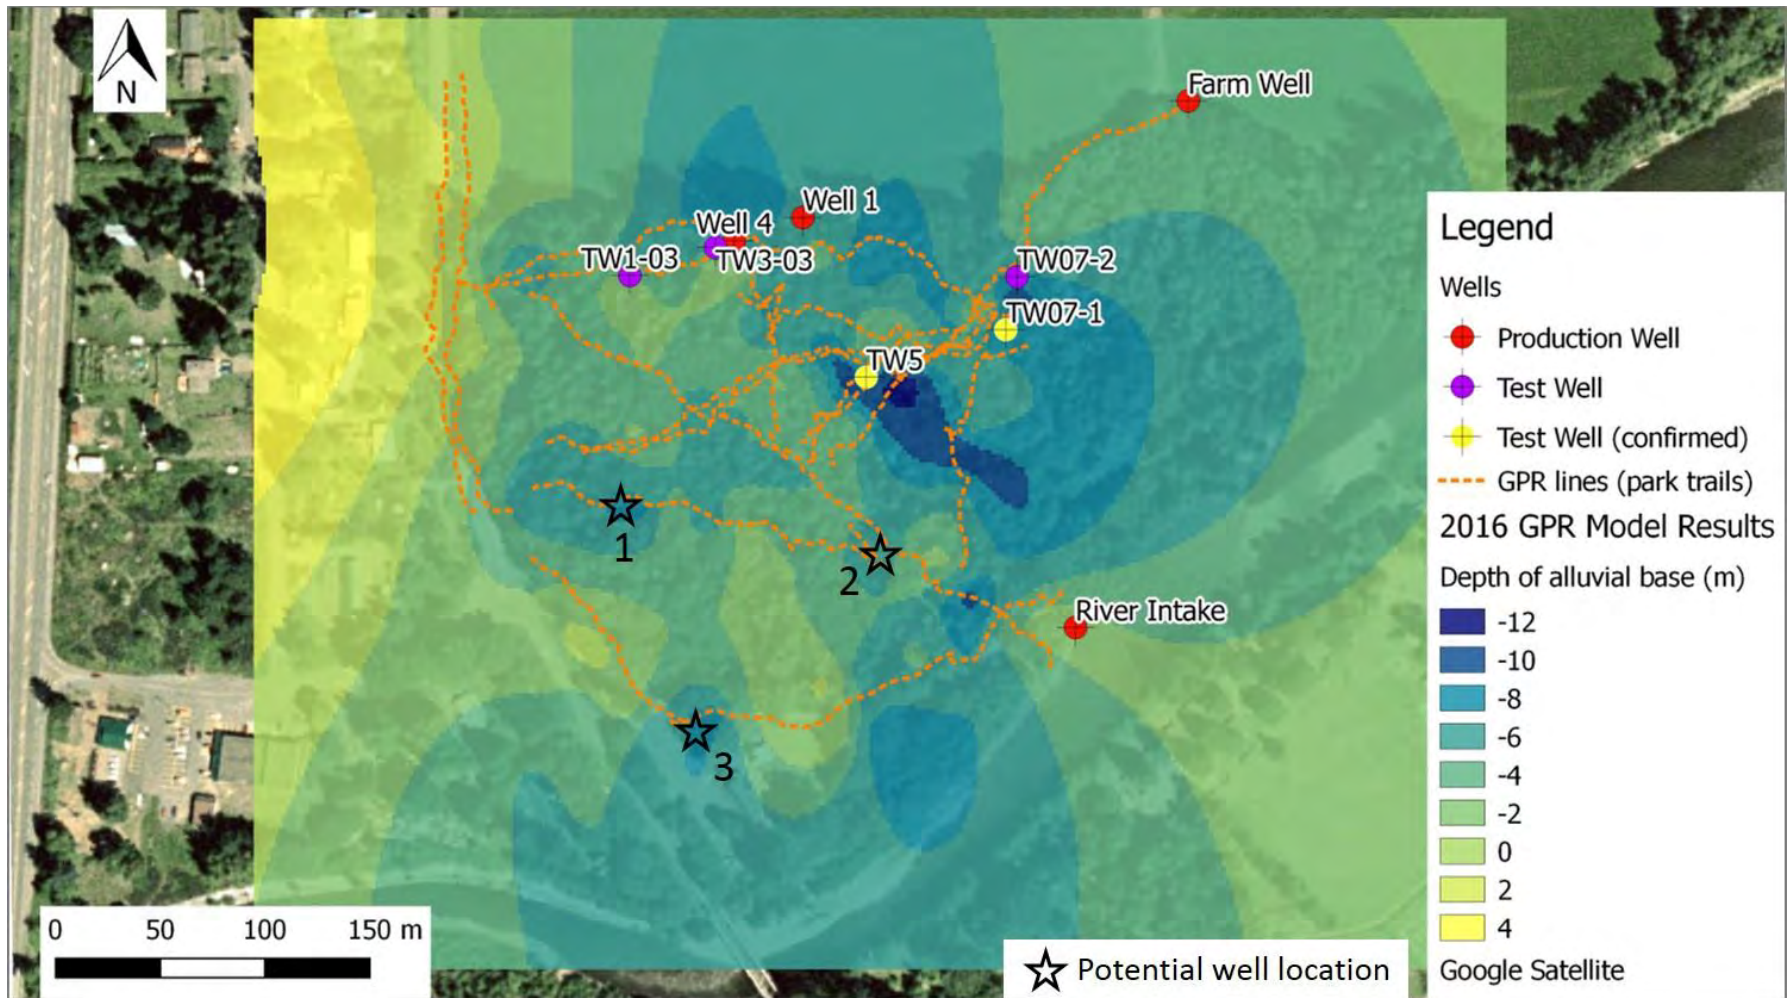 N
Farm Well
Well 1
Well 4
TW1-03
TW3-03
TW07-2
TW07-1
TW5
1
2
River Intake
3
Legend
Wells
Production Well
Test Well
Test Well (confirmed)
GPR lines (park trails)
2016 GPR Model Results
Depth of alluvial base (m)
-12
-10
-8
-6
-4
-2
0
2
4
Google Satellite
0 50 100 150 m
Potential well location